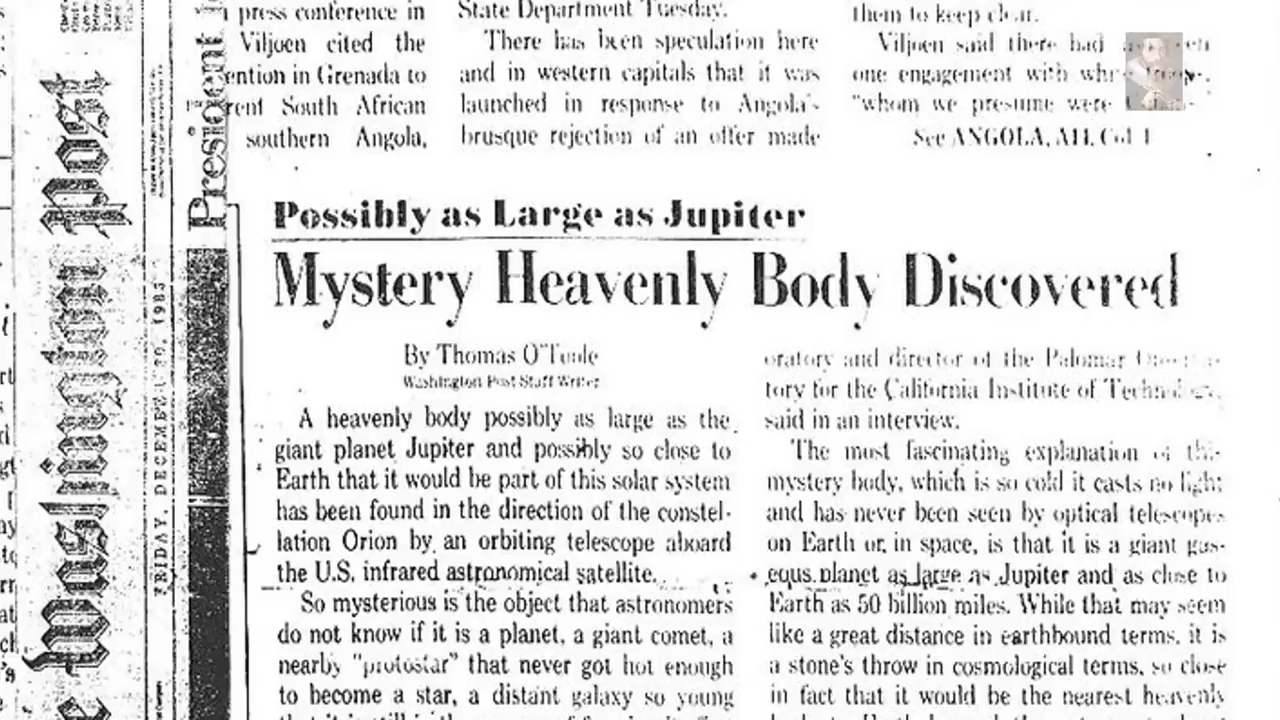 press conference in
Viljoen cited the
ention in Grenada to
rent South African
southern Angola,
State Department Tuesday.
There has been speculation here
and in western capitals that it was
launched in response to Angola's
brusque rejection of an offer made
them to keep clear.
Viljoen said there had
one engagement with
"whom we presume were
See ANGOLA, A11, Col 1
The Washington Post
FRIDAY, DECEMBER 30, 1983
President
Possibly as Large as Jupiter
Mystery Heavenly Body Discovered
By Thomas O'Toole
Washington Post Staff Writer
A heavenly body possibly as large as the
giant planet Jupiter and possibly so close to
Earth that it would be part of this solar system
has been found in the direction of the constel-
lation Orion by an orbiting telescope aboard
the U.S. infrared astronomical satellite.
So mysterious is the object that astronomers
do not know if it is a planet, a giant comet, a
nearby "protostar" that never got hot enough
to become a star, a distant galaxy so young
oratory and director of the Palomar
tory for the California Institute of Technology,
said in an interview.
The most fascinating explanation of this
mystery body, which is so cold it casts no light
and has never been seen by optical telescopes
on Earth or in space, is that it is a giant gas-
eous planet as large as Jupiter and as close to
Earth as 50 billion miles. While that may seem
like a great distance in earthbound terms, it is
a stone's throw in cosmological terms, so close
in fact that it would be the nearest heavenly